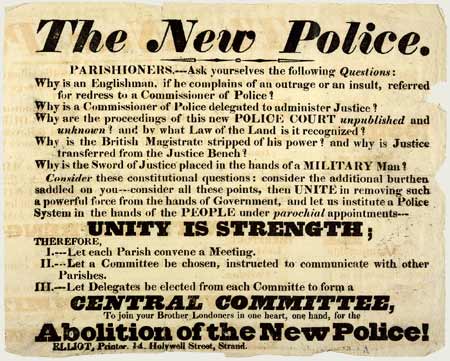 The New Police.
PARISHIONERS.---Ask yourselves the following Questions:
Why is an Englishman, if he complains of an outrage or an insult, referred
for redress to a Commissioner of Police?
Why is a Commissioner of Police delegated to administer Justice?
Why are the proceedings of this new POLICE COURT unpublished and
unknown? and by what Law of the Land is it recognized?
Why is the British Magistrate stripped of his power? and why is Justice
transferred from the Justice Bench?
Why is the Sword of Justice placed in the hands of a MILITARY Man?
Consider these constitutional questions: consider the additional burthen
saddled on you---consider all these points, then UNITE in removing such
a powerful force from the hands of Government, and let us institute a Police
System in the hands of the PEOPLE under parochial appointments---
UNITY IS STRENGTH;
THEREFORE,
I.---Let each Parish convene a Meeting.
II.---Let a Committee be chosen, instructed to communicate with other
Parishes.
III.---Let Delegates be elected from each Committe to form a
CENTRAL COMMITTEE,
To join your Brother Londoners in one heart, one hand, for the
Abolition of the New Police!
ELLIOT, Printer. 14. Holywell Street, Strand.